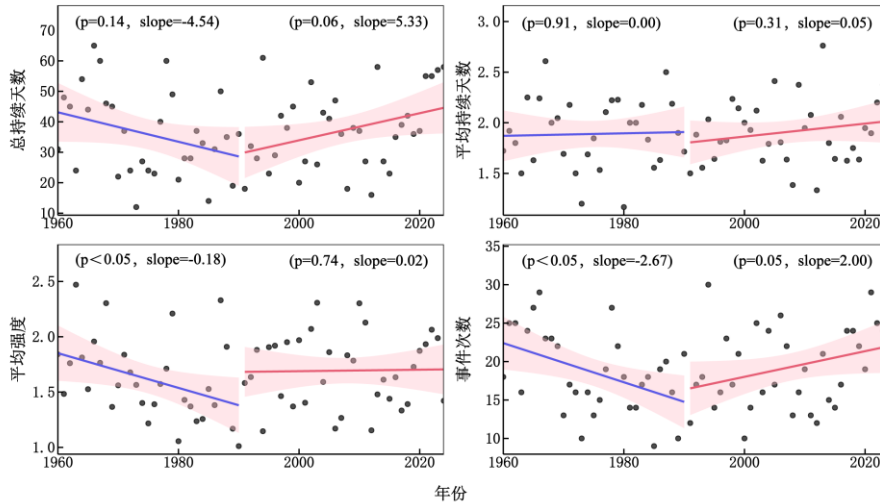 (p=0.14, slope=-4.54)
(p=0.06, slope=5.33)
总持续天数
70
60
50
40
30
20
10
1960
1980
2000
2020
(p=0.91, slope=0.00)
(p=0.31, slope=0.05)
平均持续天数
3.0
2.5
2.0
1.5
1960
1980
2000
2020
(p<0.05, slope=-0.18)
(p=0.74, slope=0.02)
平均强度
2.5
2.0
1.5
1.0
1960
1980
2000
2020
(p<0.05, slope=-2.67)
(p=0.05, slope=2.00)
事件次数
35
30
25
20
15
10
1960
1980
2000
2020
年份